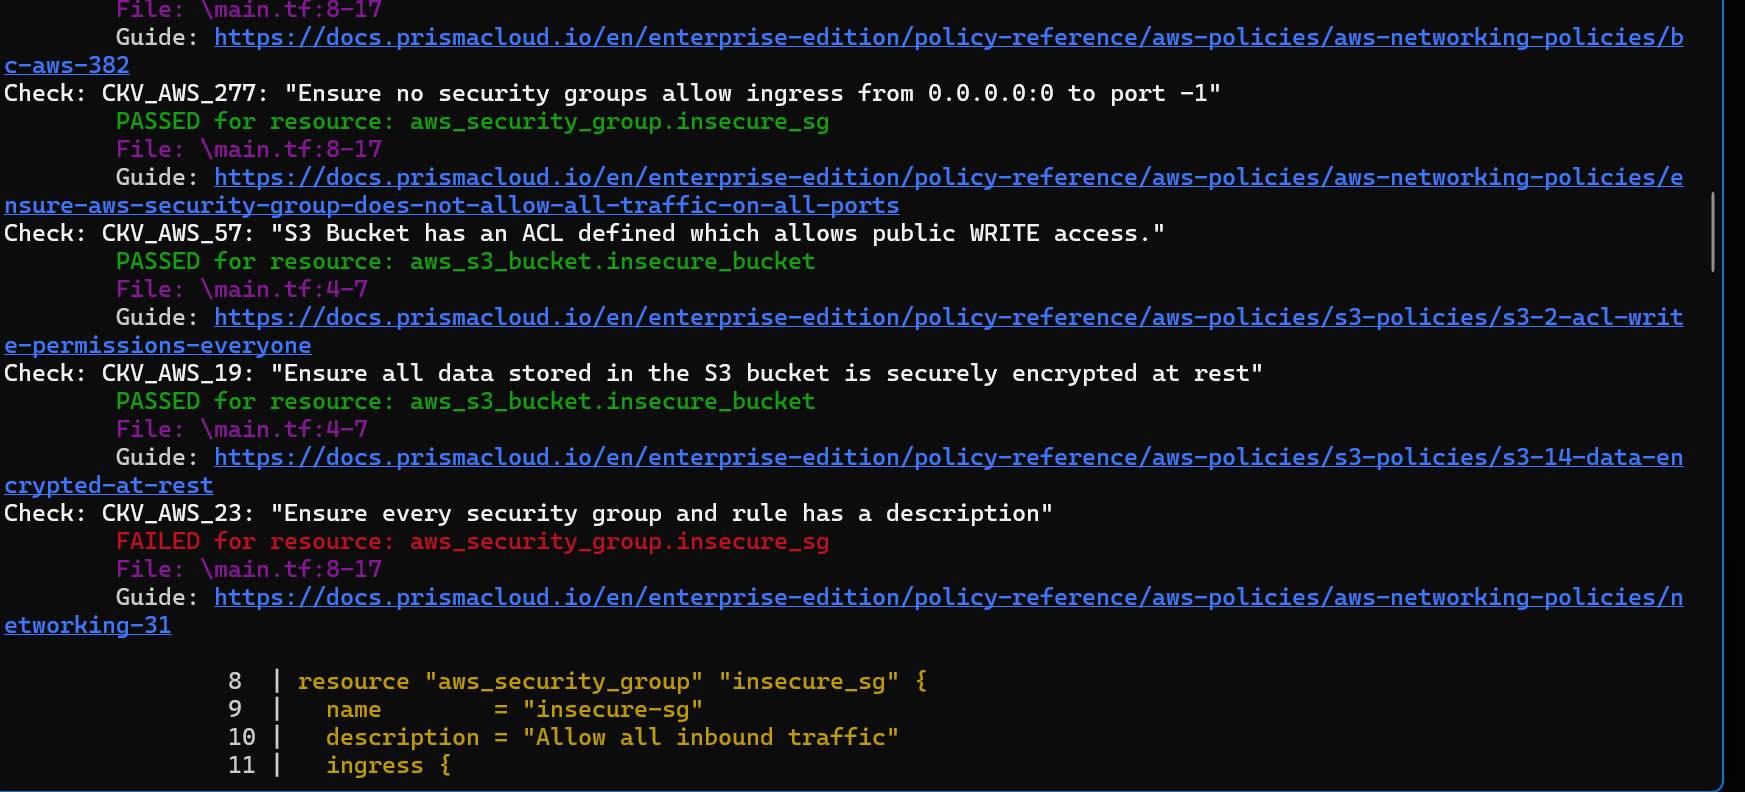 File: \main.tf:8-17
Guide: https://docs.prismacloud.io/en/enterprise-edition/policy-reference/aws-policies/aws-networking-policies/b
c-aws-382
Check: CKV_AWS_277: "Ensure no security groups allow ingress from 0.0.0.0:0 to port -1"
PASSED for resource: aws_security_group.insecure_sg
File: \main.tf:8-17
Guide: https://docs.prismacloud.io/en/enterprise-edition/policy-reference/aws-policies/aws-networking-policies/e
nsure-aws-security-group-does-not-allow-all-traffic-on-all-ports
Check: CKV_AWS_57: "S3 Bucket has an ACL defined which allows public WRITE access."
PASSED for resource: aws_s3_bucket.insecure_bucket
File: \main.tf:4-7
Guide: https://docs.prismacloud.io/en/enterprise-edition/policy-reference/aws-policies/s3-policies/s3-2-acl-writ
e-permissions-everyone
Check: CKV_AWS_19: "Ensure all data stored in the S3 bucket is securely encrypted at rest"
PASSED for resource: aws_s3_bucket.insecure_bucket
File: \main.tf:4-7
Guide: https://docs.prismacloud.io/en/enterprise-edition/policy-reference/aws-policies/s3-policies/s3-14-data-en
crypted-at-rest
Check: CKV_AWS_23: "Ensure every security group and rule has a description"
FAILED for resource: aws_security_group.insecure_sg
File: \main.tf:8-17
Guide: https://docs.prismacloud.io/en/enterprise-edition/policy-reference/aws-policies/aws-networking-policies/n
etworking-31
8 | resource "aws_security_group" "insecure_sg" {
9 | name = "insecure-sg"
10 | description = "Allow all inbound traffic"
11 | ingress {